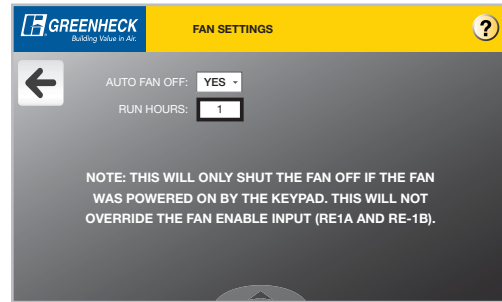 GREENHECK
Building Value in Air.
FAN SETTINGS
?
AUTO FAN OFF: YES
RUN HOURS: 1
NOTE: THIS WILL ONLY SHUT THE FAN OFF IF THE FAN
WAS POWERED ON BY THE KEYPAD. THIS WILL NOT
OVERRIDE THE FAN ENABLE INPUT (RE1A AND RE-1B).